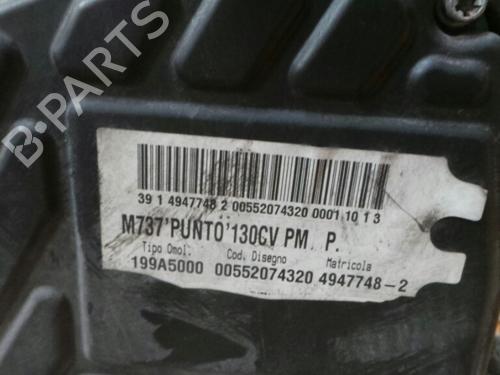 B-PARTS
39 1 4947748 2 00552074320 0001 10 1 3
M737"PUNTO"130CV PM. P.
Tipo Omol. Cod. Disegno Matricola
199A5000 00552074320 4947748-2